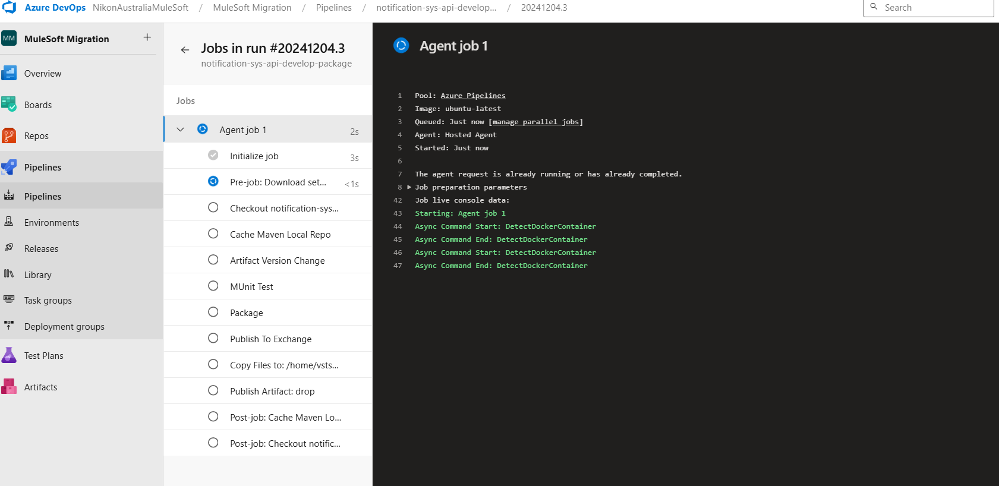 Azure DevOps NikonAustraliaMuleSoft / MuleSoft Migration / Pipelines / notification-sys-api-develop... / 20241204.3
Search
MM MuleSoft Migration +
Overview
Boards
Repos
Pipelines
Pipelines
Environments
Releases
Library
Task groups
Deployment groups
Test Plans
Artifacts
Jobs in run #20241204.3
notification-sys-api-develop-package
Jobs
Agent job 1 2s
Initialize job 3s
Pre-job: Download set... <1s
Checkout notification-sys...
Cache Maven Local Repo
Artifact Version Change
MUnit Test
Package
Publish To Exchange
Copy Files to: /home/vsts...
Publish Artifact: drop
Post-job: Cache Maven Lo...
Post-job: Checkout notific...
Agent job 1
1 Pool: Azure Pipelines
2 Image: ubuntu-latest
3 Queued: Just now [manage parallel jobs]
4 Agent: Hosted Agent
5 Started: Just now
6
7 The agent request is already running or has already completed.
8 Job preparation parameters
42 Job live console data:
43 Starting: Agent job 1
44 Async Command Start: DetectDockerContainer
45 Async Command End: DetectDockerContainer
46 Async Command Start: DetectDockerContainer
47 Async Command End: DetectDockerContainer